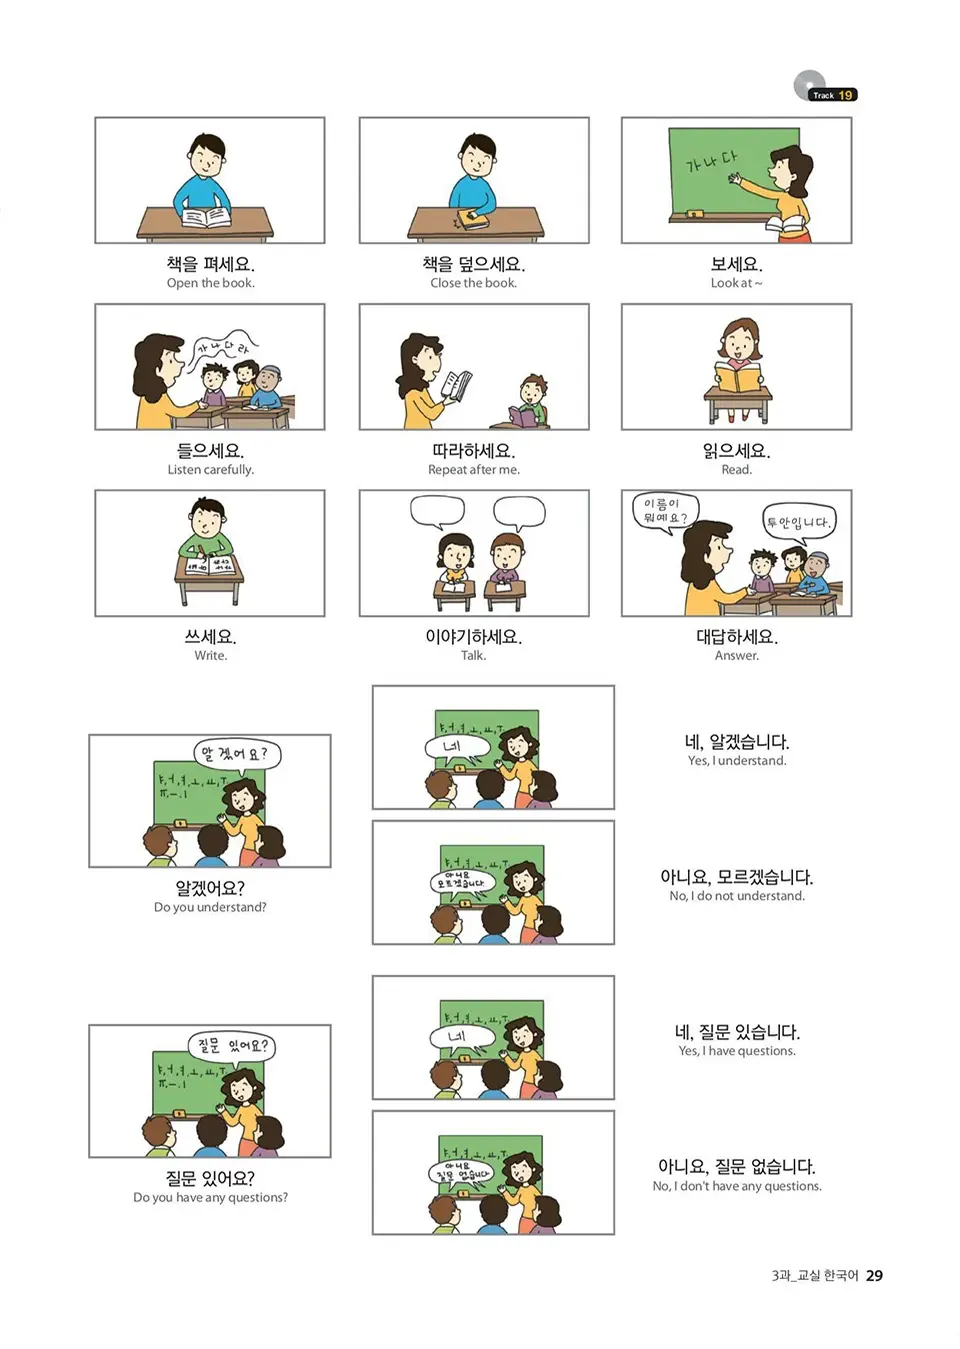 Track 19
가나다
책을 펴세요.
Open the book.
책을 덮으세요.
Close the book.
보세요.
Look at ~
가나다라
들으세요.
Listen carefully.
따라하세요.
Repeat after me.
읽으세요.
Read.
이름이
뭐예요?
투안입니다.
쓰세요.
Write.
이야기하세요.
Talk.
대답하세요.
Answer.
알겠어요?
ㅑ,ㅓ,ㅕ,ㅗ,ㅛ,ㅜ,
ㅠ,ㅡ,ㅣ
알겠어요?
Do you understand?
ㅑ,ㅓ,ㅕ,ㅗ,ㅛ,ㅜ
네
네, 알겠습니다.
Yes, I understand.
ㅑ,ㅓ,ㅕ,ㅗ,ㅛ,ㅜ,
아니요
모르겠습니다.
아니요, 모르겠습니다.
No, I do not understand.
질문 있어요?
ㅑ,ㅓ,ㅕ,ㅗ,ㅛ,ㅜ,
ㅠ,ㅡ,ㅣ
질문 있어요?
Do you have any questions?
ㅑ,ㅓ,ㅕ,ㅗ,ㅛ,ㅜ,
네
네, 질문 있습니다.
Yes, I have questions.
ㅑ,ㅓ,ㅕ,ㅗ,ㅛ,ㅜ,
아니요
질문 없습니다
아니요, 질문 없습니다.
No, I don't have any questions.
3과_교실 한국어 29